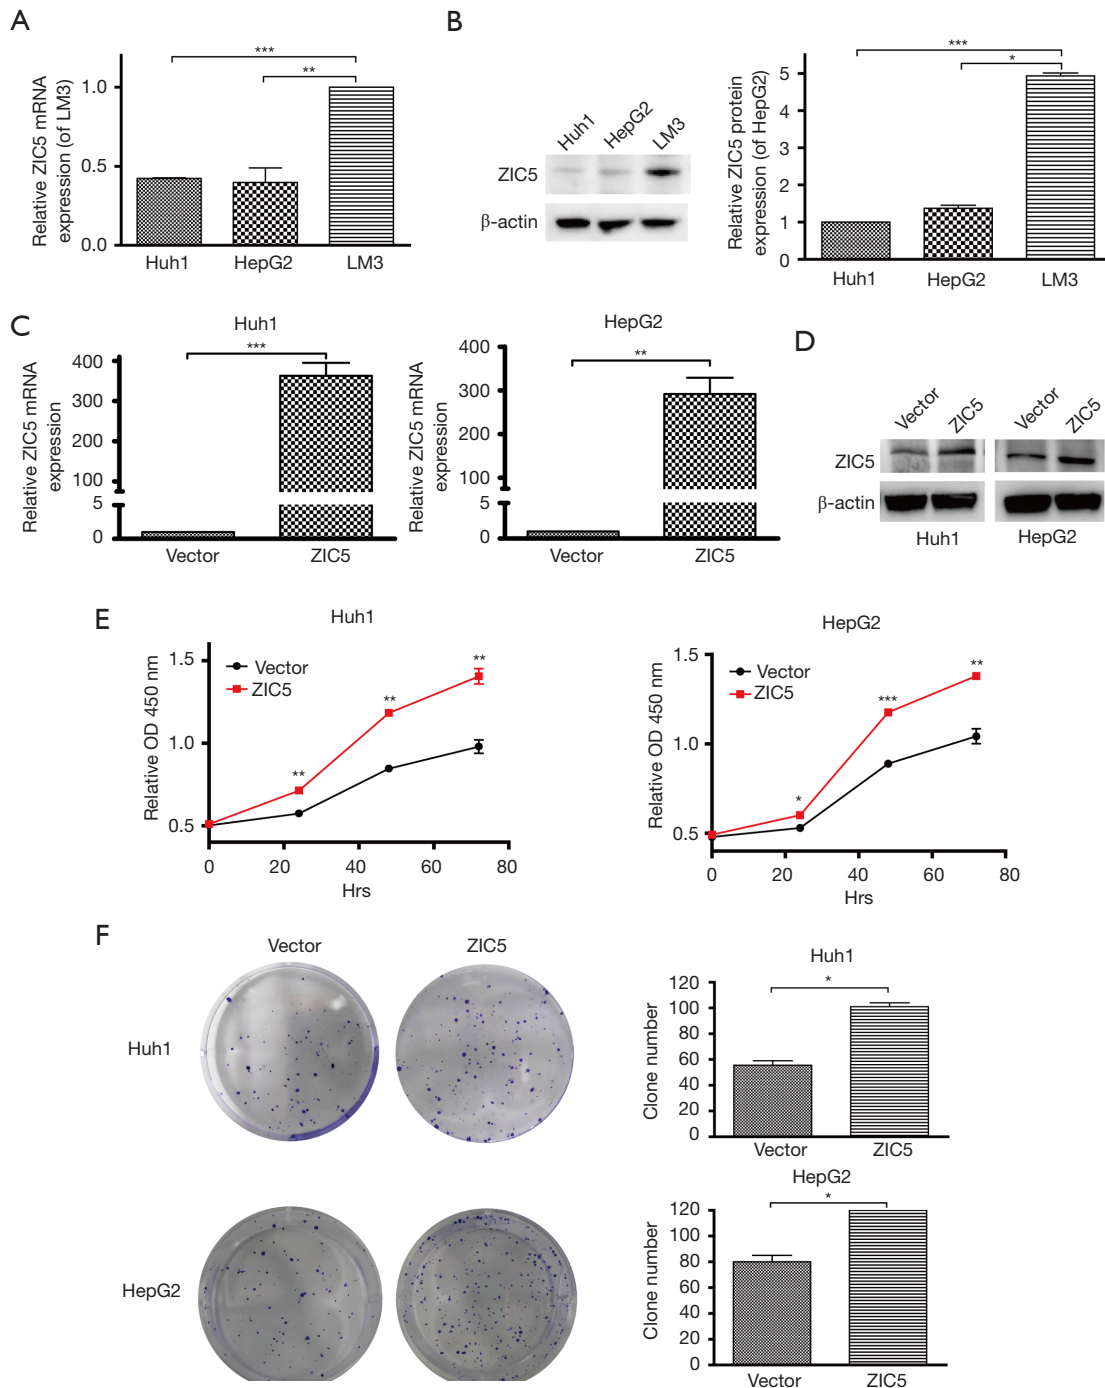 A
Relative ZIC5 mRNA
expression (of LM3)
1.0
0.5
0.0
***
**
Huh1 HepG2 LM3
B
Huh1 HepG2 LM3
ZIC5
β-actin
Relative ZIC5 protein
expression (of HepG2)
5
4
3
2
1
0
***
*
Huh1 HepG2 LM3
C
Huh1
Relative ZIC5 mRNA
expression
400
300
200
100
5
0
***
Vector ZIC5
HepG2
Relative ZIC5 mRNA
expression
400
300
200
100
5
0
**
Vector ZIC5
D
Vector ZIC5 Vector ZIC5
ZIC5
β-actin
Huh1 HepG2
E
Huh1
Relative OD 450 nm
1.5
1.0
0.5
Vector
ZIC5
**
**
**
0 20 40 60 80
Hrs
HepG2
Relative OD 450 nm
1.5
1.0
0.5
Vector
ZIC5
*
***
**
0 20 40 60 80
Hrs
F
Vector ZIC5
Huh1
HepG2
Huh1
Clone number
120
100
80
60
40
20
0
*
Vector ZIC5
HepG2
Clone number
120
100
80
60
40
20
0
*
Vector ZIC5